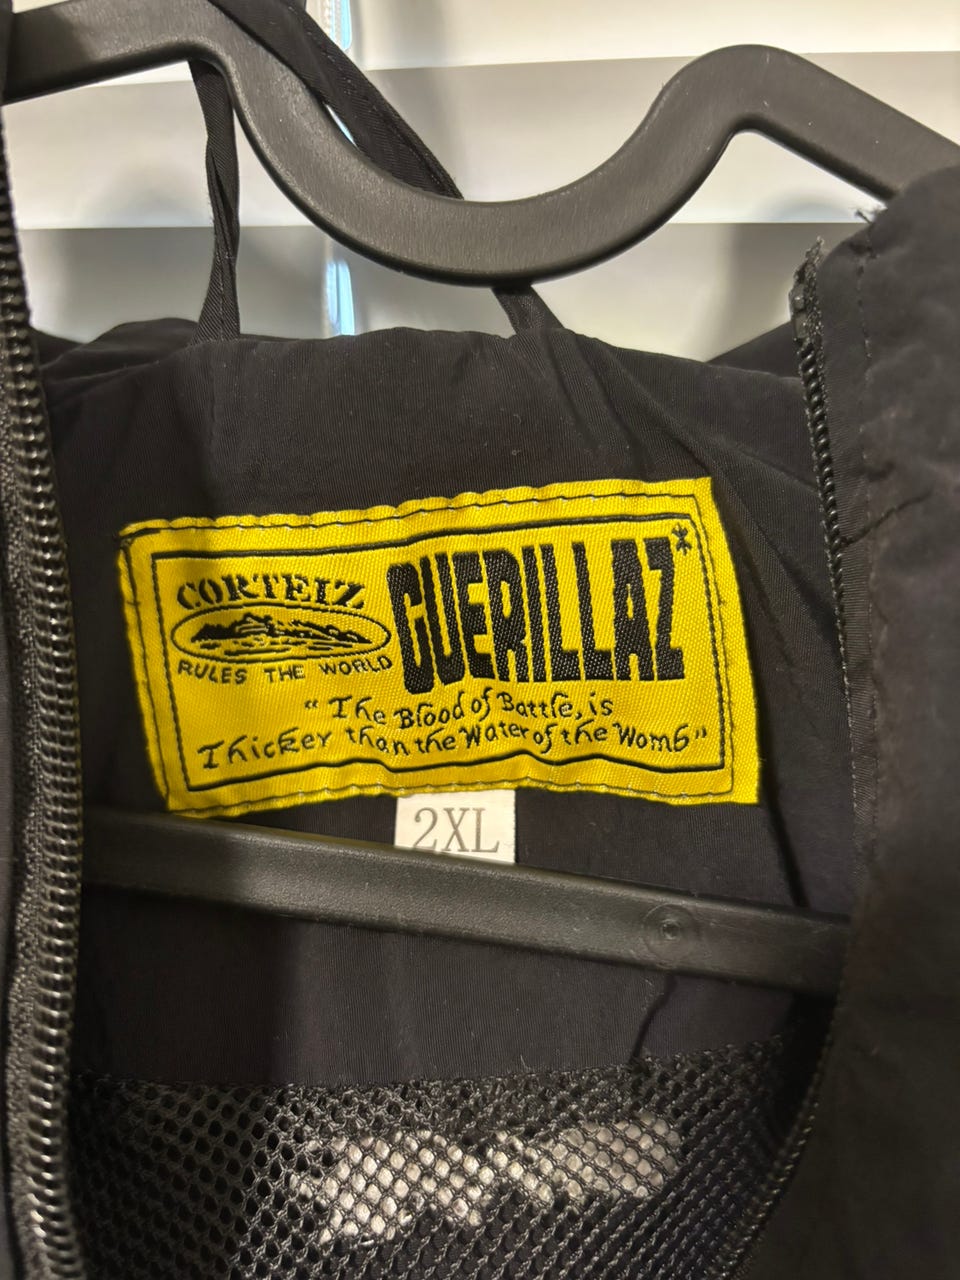 CORTEIZ
RULES THE WORLD
GUERILLAZ*
"The Blood of Battle, is
Thicker than the Water of the Womb"
2XL